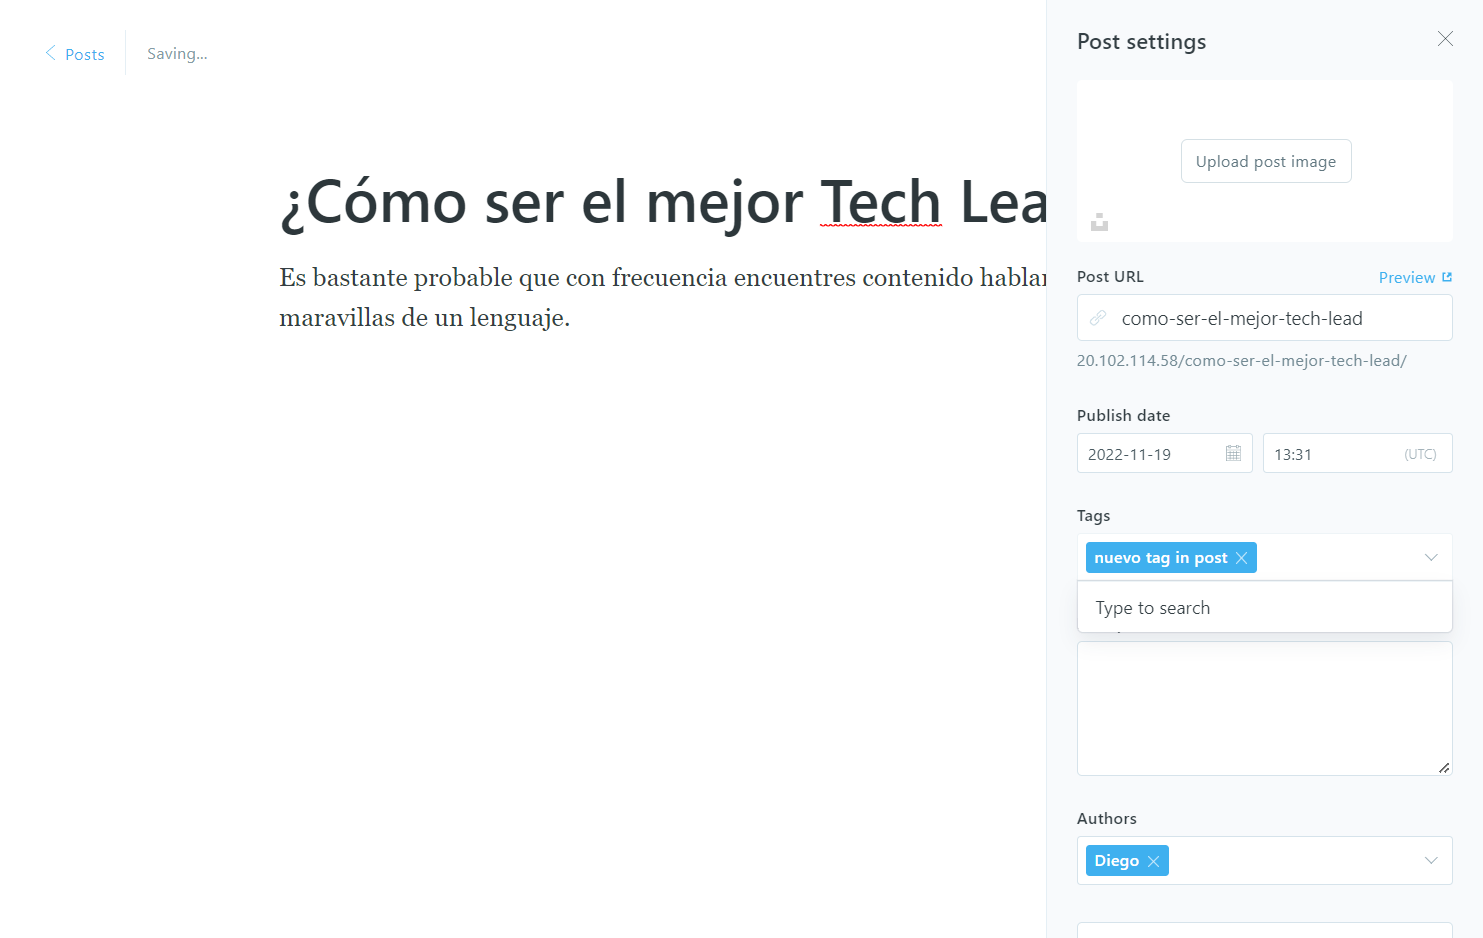 Posts
Saving...
¿Cómo ser el mejor Tech Lea
Es bastante probable que con frecuencia encuentres contenido
maravillas de un lenguaje.
Post settings
Upload post image
Post URL
Preview
como-ser-el-mejor-tech-lead
20.102.114.58/como-ser-el-mejor-tech-lead/
Publish date
2022-11-19
13:31
(UTC)
Tags
nuevo tag in post
Type to search
Authors
Diego